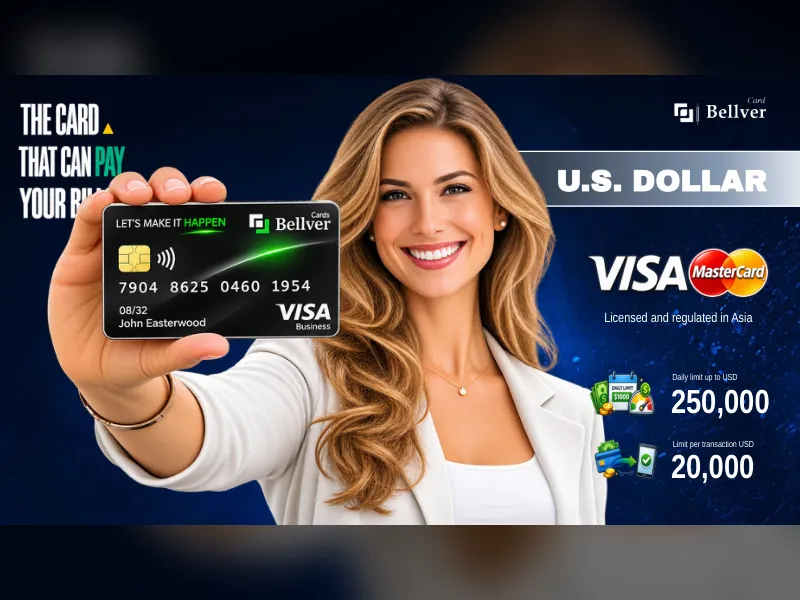 THE CARD
THAT CAN PAY
YOUR
LET'S MAKE IT HAPPEN
Cards
Bellver
7904 8625 0460 1954
08/32
John Easterwood
VISA
Business
Card
Bellver
U.S. DOLLAR
VISA MasterCard
Licensed and regulated in Asia
DAILY LIMIT
$1000
Daily limit up to USD
250,000
Limit per transaction USD
20,000